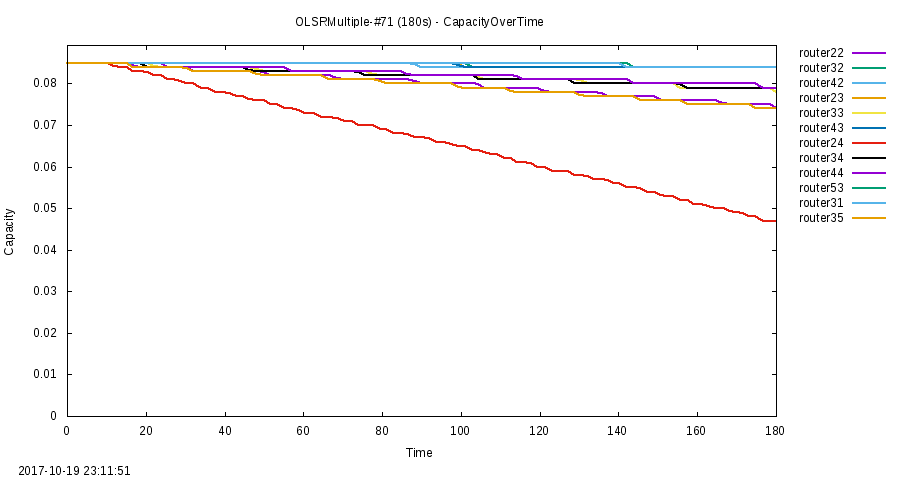 OLSRMultiple-#71 (180s) - CapacityOverTime
router22
router32
router42
router23
router33
router43
router24
router34
router44
router53
router31
router35
Capacity
0.08
0.07
0.06
0.05
0.04
0.03
0.02
0.01
0
0 20 40 60 80 100 120 140 160 180
Time
2017-10-19 23:11:51